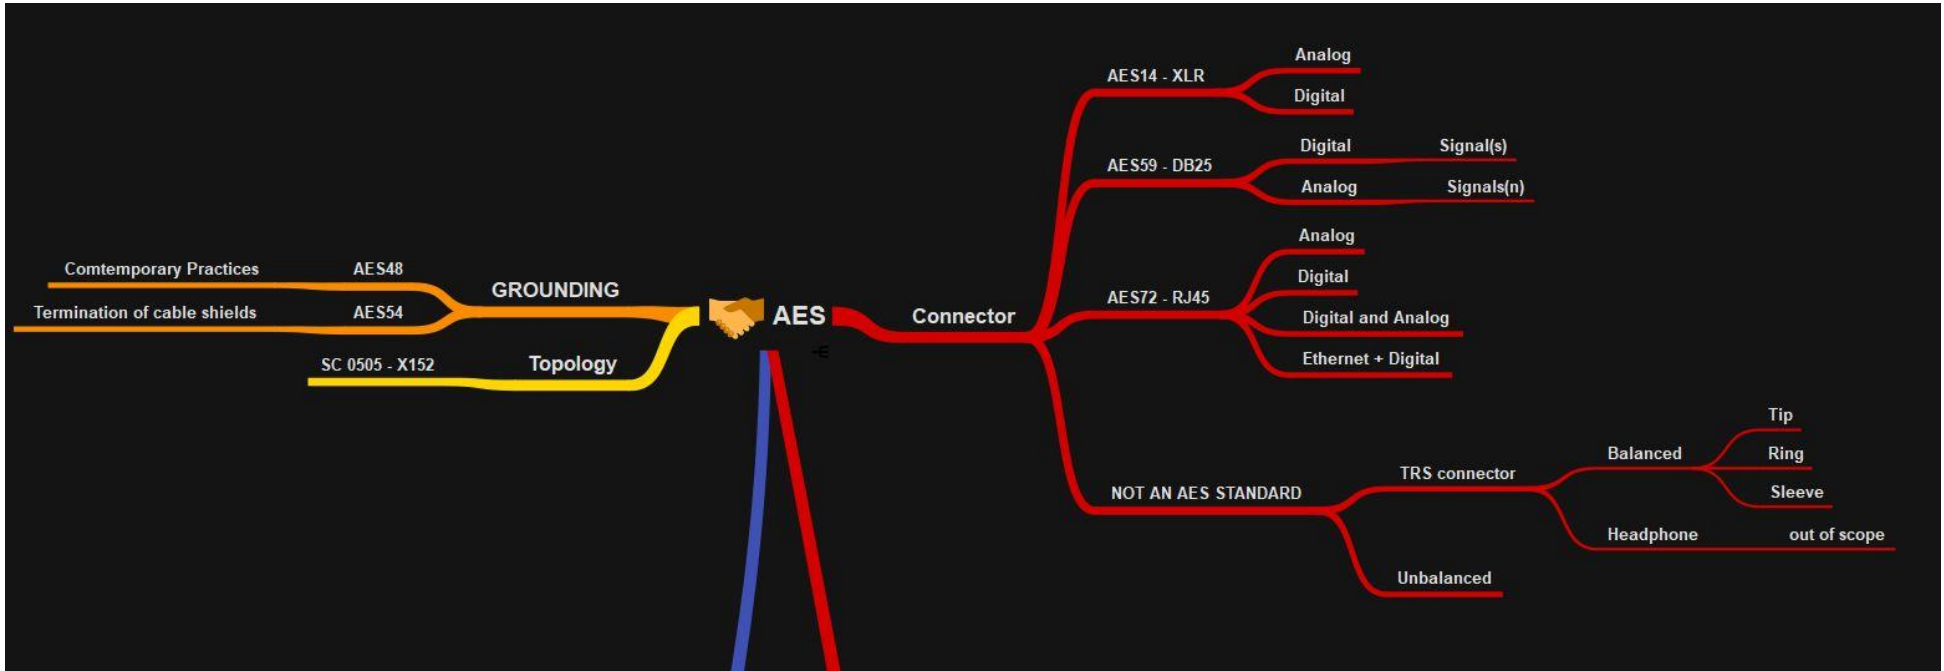 AES
Connector
AES14 - XLR
Analog
Digital
AES59 - DB25
Digital
Signal(s)
Analog
Signals(n)
AES72 - RJ45
Analog
Digital
Digital and Analog
Ethernet + Digital
NOT AN AES STANDARD
TRS connector
Balanced
Tip
Ring
Sleeve
Headphone
out of scope
Unbalanced
GROUNDING
AES48
Comtemporary Practices
AES54
Termination of cable shields
Topology
SC 0505 - X152